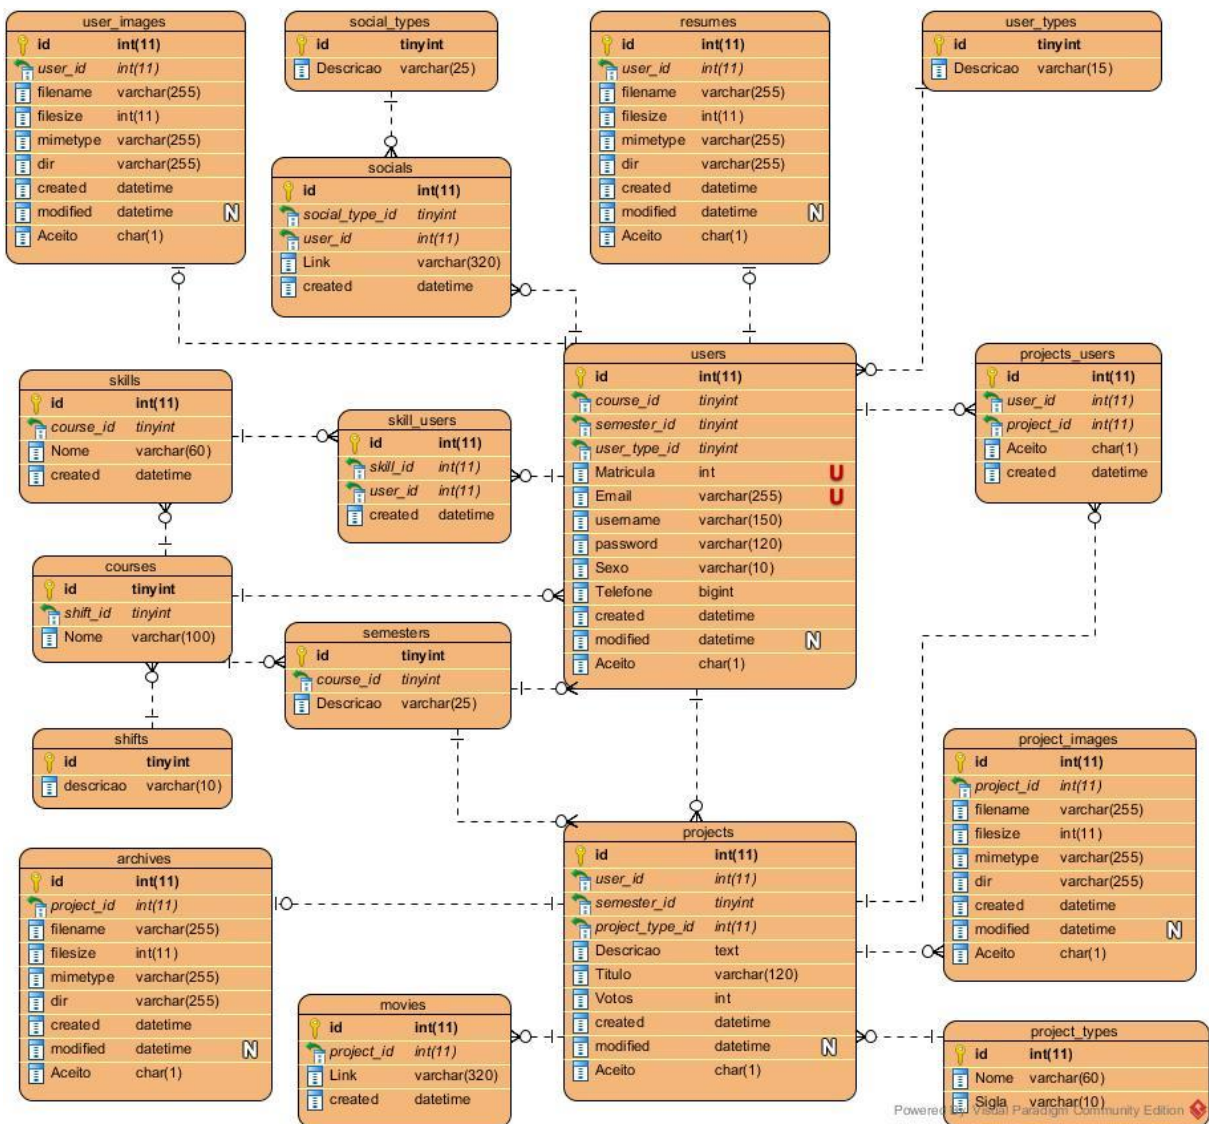 user_images
id int(11)
user_id int(11)
filename varchar(255)
filesize int(11)
mimetype varchar(255)
dir varchar(255)
created datetime
modified datetime N
Aceito char(1)
social_types
id tinyint
Descricao varchar(25)
socials
id int(11)
social_type_id tinyint
user_id int(11)
Link varchar(320)
created datetime
resumes
id int(11)
user_id int(11)
filename varchar(255)
filesize int(11)
mimetype varchar(255)
dir varchar(255)
created datetime
modified datetime N
Aceito char(1)
user_types
id tinyint
Descricao varchar(15)
skills
id int(11)
course_id tinyint
Nome varchar(60)
created datetime
skill_users
id int(11)
skill_id int(11)
user_id int(11)
created datetime
users
id int(11)
course_id tinyint
semester_id tinyint
user_type_id tinyint
Matricula int U
Email varchar(255) U
username varchar(150)
password varchar(120)
Sexo varchar(10)
Telefone bigint
created datetime
modified datetime N
Aceito char(1)
projects_users
id int(11)
user_id int(11)
project_id int(11)
Aceito char(1)
created datetime
courses
id tinyint
shift_id tinyint
Nome varchar(100)
semesters
id tinyint
course_id tinyint
Descricao varchar(25)
shifts
id tinyint
descricao varchar(10)
project_images
id int(11)
project_id int(11)
filename varchar(255)
filesize int(11)
mimetype varchar(255)
dir varchar(255)
created datetime
modified datetime N
Aceito char(1)
archives
id int(11)
project_id int(11)
filename varchar(255)
filesize int(11)
mimetype varchar(255)
dir varchar(255)
created datetime
modified datetime N
Aceito char(1)
movies
id int(11)
project_id int(11)
Link varchar(320)
created datetime
projects
id int(11)
user_id int(11)
semester_id tinyint
project_type_id int(11)
Descricao text
Titulo varchar(120)
Votos int
created datetime
modified datetime N
Aceito char(1)
project_types
id int(11)
Nome varchar(60)
Sigla varchar(10)
Powered By Visual Paradigm Community Edition